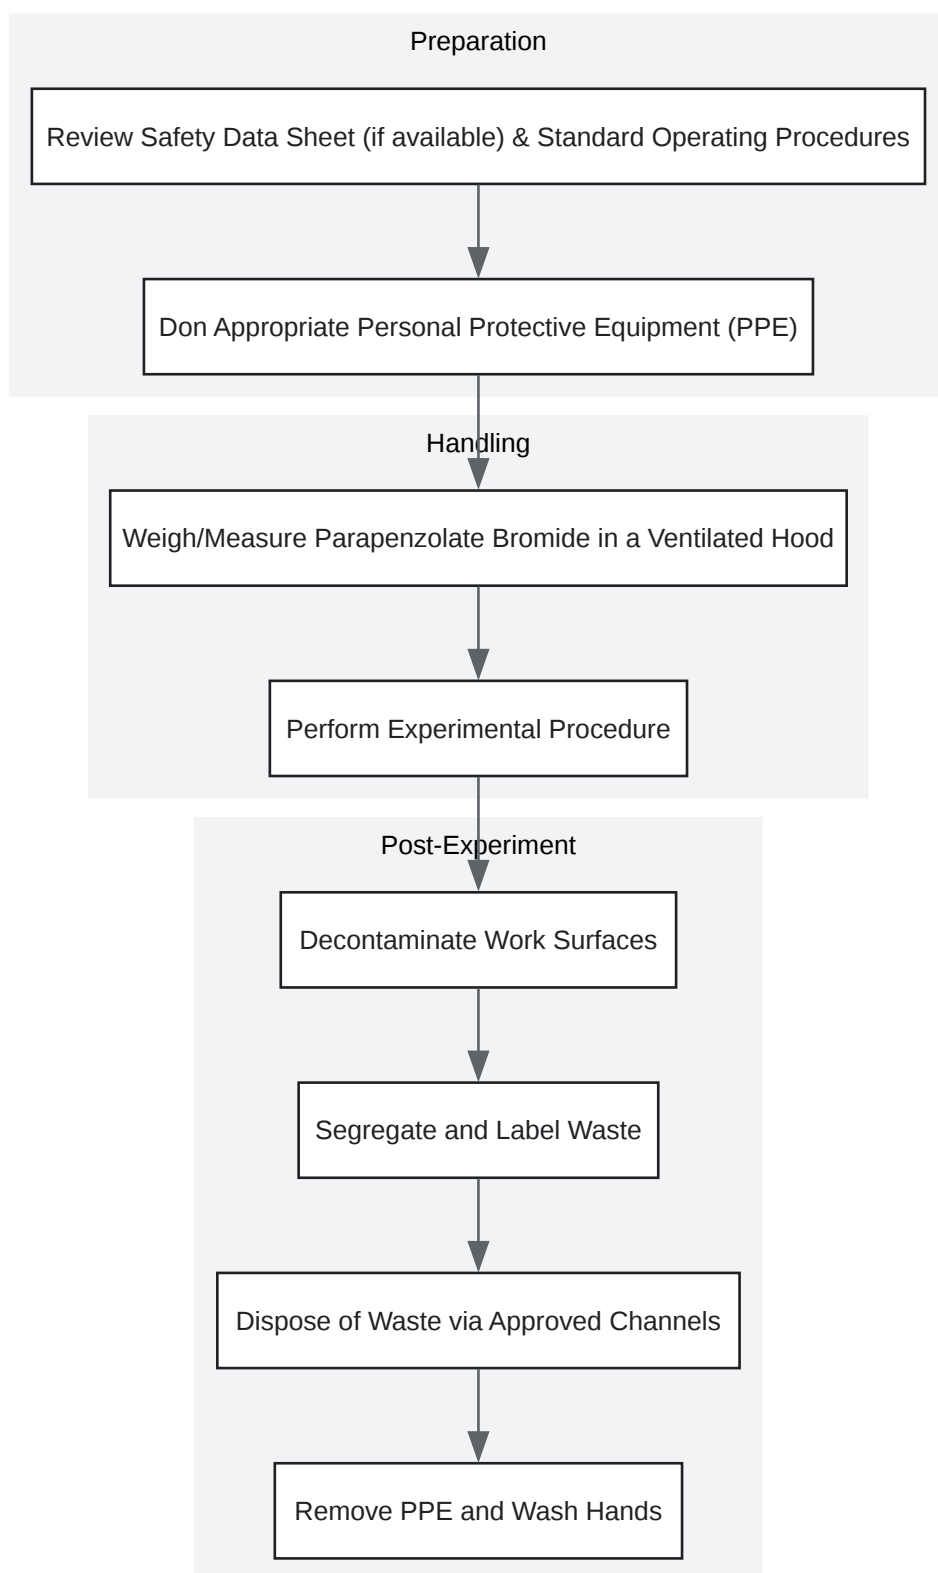 Preparation
Review Safety Data Sheet (if available) & Standard Operating Procedures
Don Appropriate Personal Protective Equipment (PPE)
Handling
Weigh/Measure Parapenzolate Bromide in a Ventilated Hood
Perform Experimental Procedure
Post-Experiment
Decontaminate Work Surfaces
Segregate and Label Waste
Dispose of Waste via Approved Channels
Remove PPE and Wash Hands